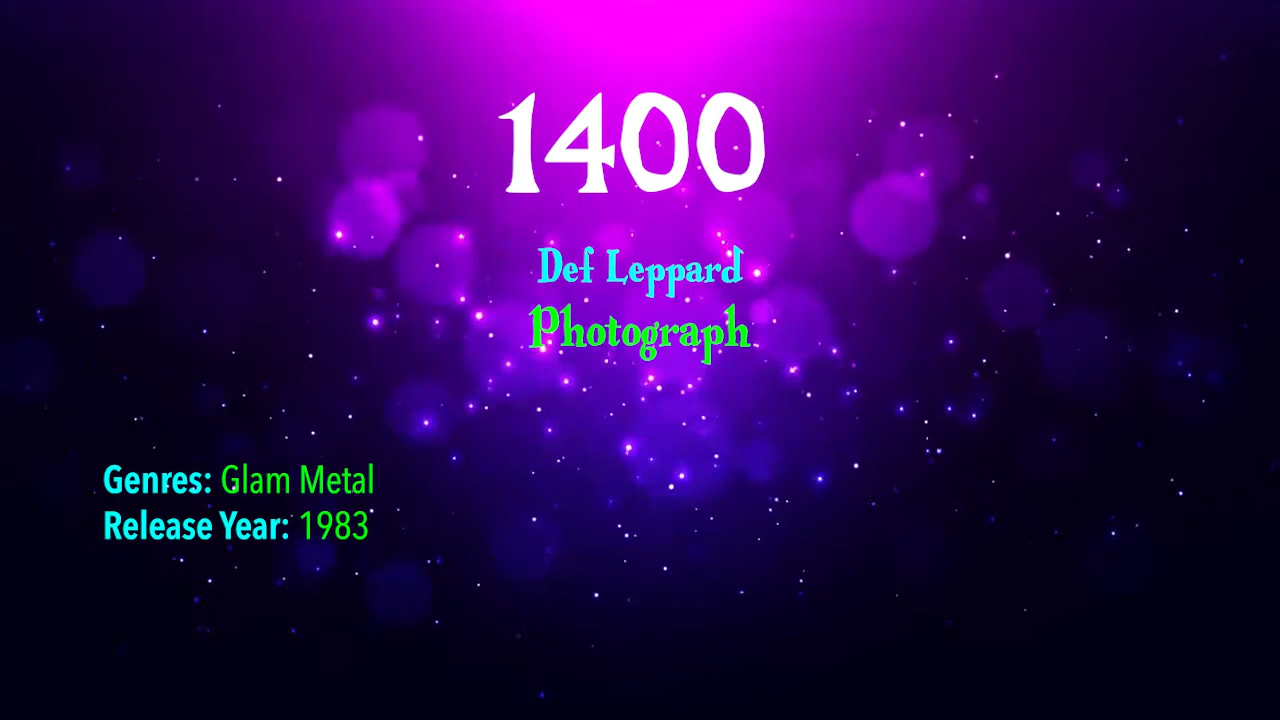 1400
Def Leppard
Photograph
Genres: Glam Metal
Release Year: 1983